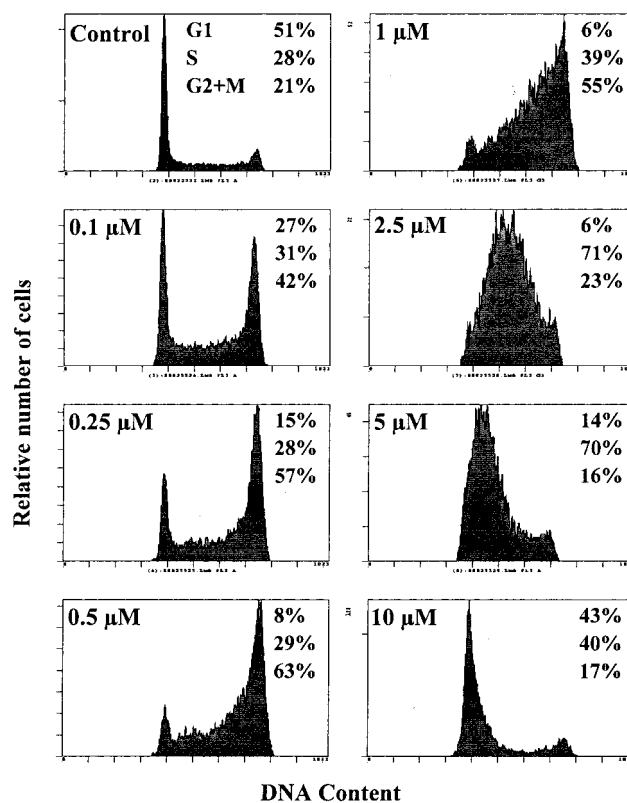 Control
G1 51%
S 28%
G2+M 21%
1 µM
6%
39%
55%
0.1 µM
27%
31%
42%
2.5 µM
6%
71%
23%
0.25 µM
15%
28%
57%
5 µM
14%
70%
16%
0.5 µM
8%
29%
63%
10 µM
43%
40%
17%
Relative number of cells
DNA Content